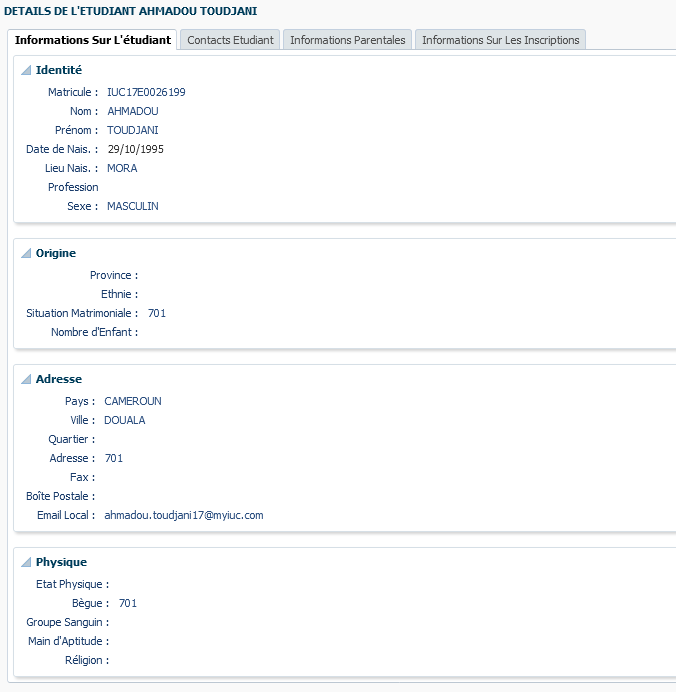 DETAILS DE L'ETUDIANT AHMADOU TOUDJANI
Informations Sur L'étudiant Contacts Etudiant Informations Parentales Informations Sur Les Inscriptions
Identité
Matricule : IUC17E0026199
Nom : AHMADOU
Prénom : TOUDJANI
Date de Nais. : 29/10/1995
Lieu Nais. : MORA
Profession
Sexe : MASCULIN
Origine
Province :
Ethnie :
Situation Matrimoniale : 701
Nombre d'Enfant :
Adresse
Pays : CAMEROUN
Ville : DOUALA
Quartier :
Adresse : 701
Fax :
Boîte Postale :
Email Local : ahmadou.toudjani17@myiuc.com
Physique
Etat Physique :
Bègue : 701
Groupe Sanguin :
Main d'Aptitude :
Réligion :